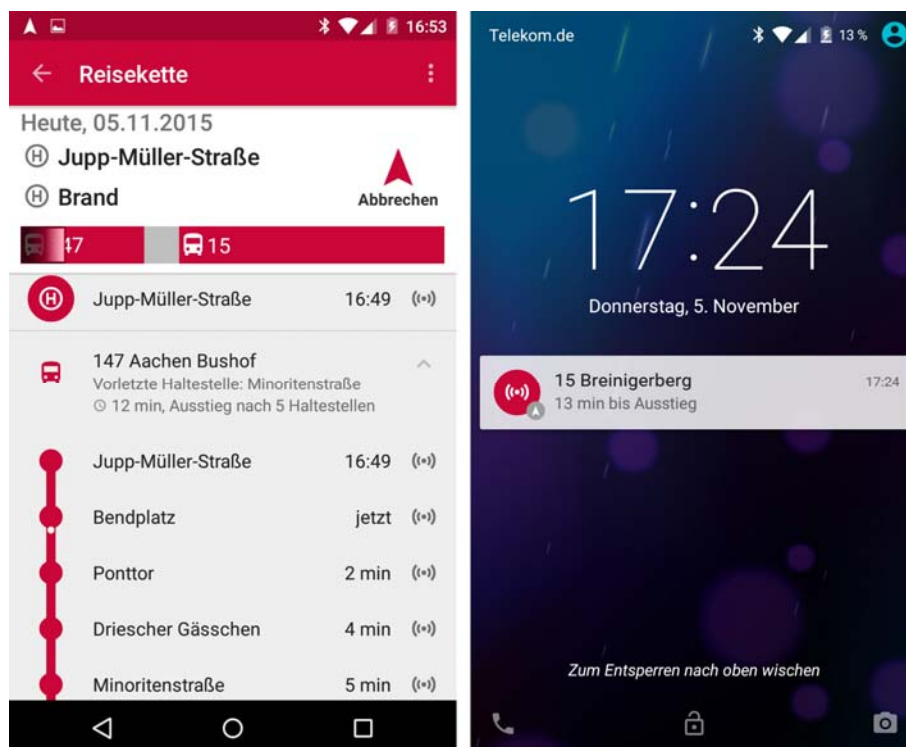 16:53
Reisekette
Heute, 05.11.2015
H Jupp-Müller-Straße
H Brand
Abbrechen
47
15
H Jupp-Müller-Straße 16:49
147 Aachen Bushof
Vorletzte Haltestelle: Minoritenstraße
12 min, Ausstieg nach 5 Haltestellen
Jupp-Müller-Straße 16:49
Bendplatz jetzt
Ponttor 2 min
Driescher Gässchen 4 min
Minoritenstraße 5 min
Telekom.de 13 %
17:24
Donnerstag, 5. November
15 Breinigerberg 17:24
13 min bis Ausstieg
Zum Entsperren nach oben wischen